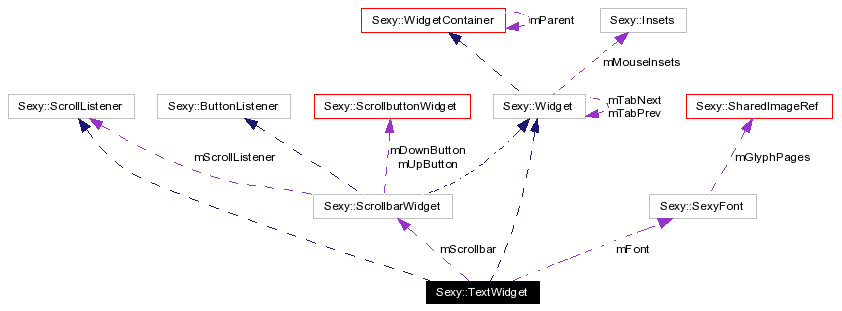 Sexy::WidgetContainer
mParent
Sexy::Insets
mMouseInsets
Sexy::ScrollListener
Sexy::ButtonListener
Sexy::ScrollbuttonWidget
Sexy::Widget
mTabNext
mTabPrev
Sexy::SharedImageRef
mScrollListener
mDownButton
mUpButton
mGlyphPages
Sexy::ScrollbarWidget
Sexy::SexyFont
mScrollbar
mFont
Sexy::TextWidget